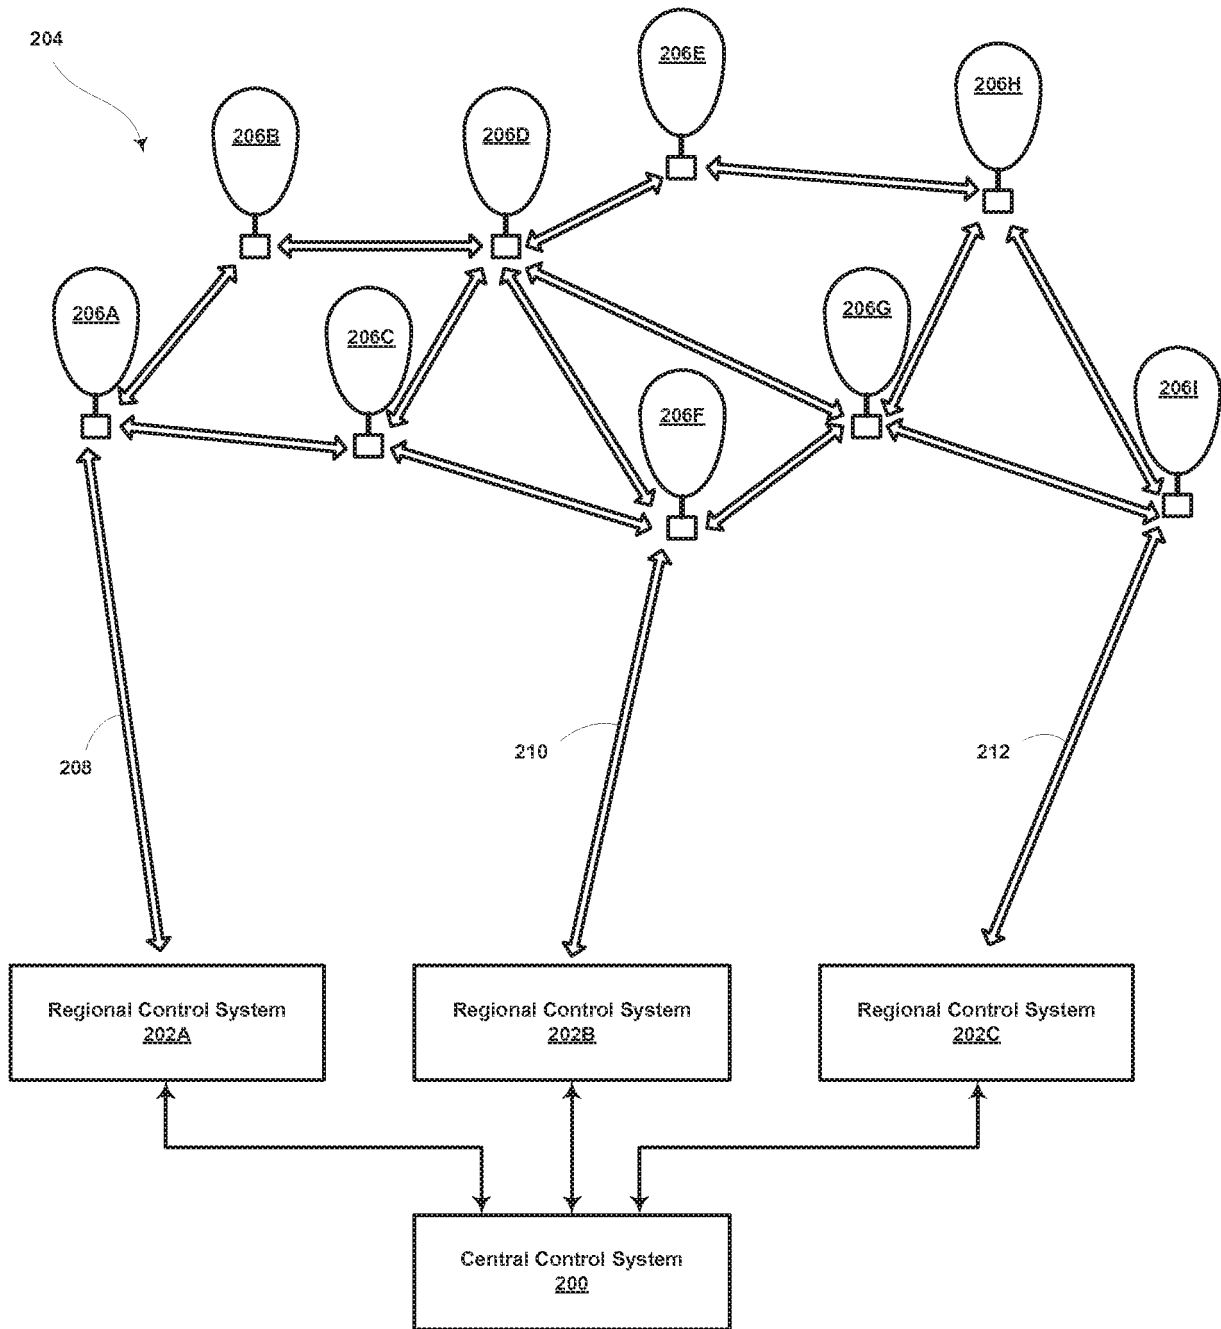 204
206E
206H
206B
206D
206A
206G
206C
206I
206F
208
210
212
Regional Control System
202A
Regional Control System
202B
Regional Control System
202C
Central Control System
200